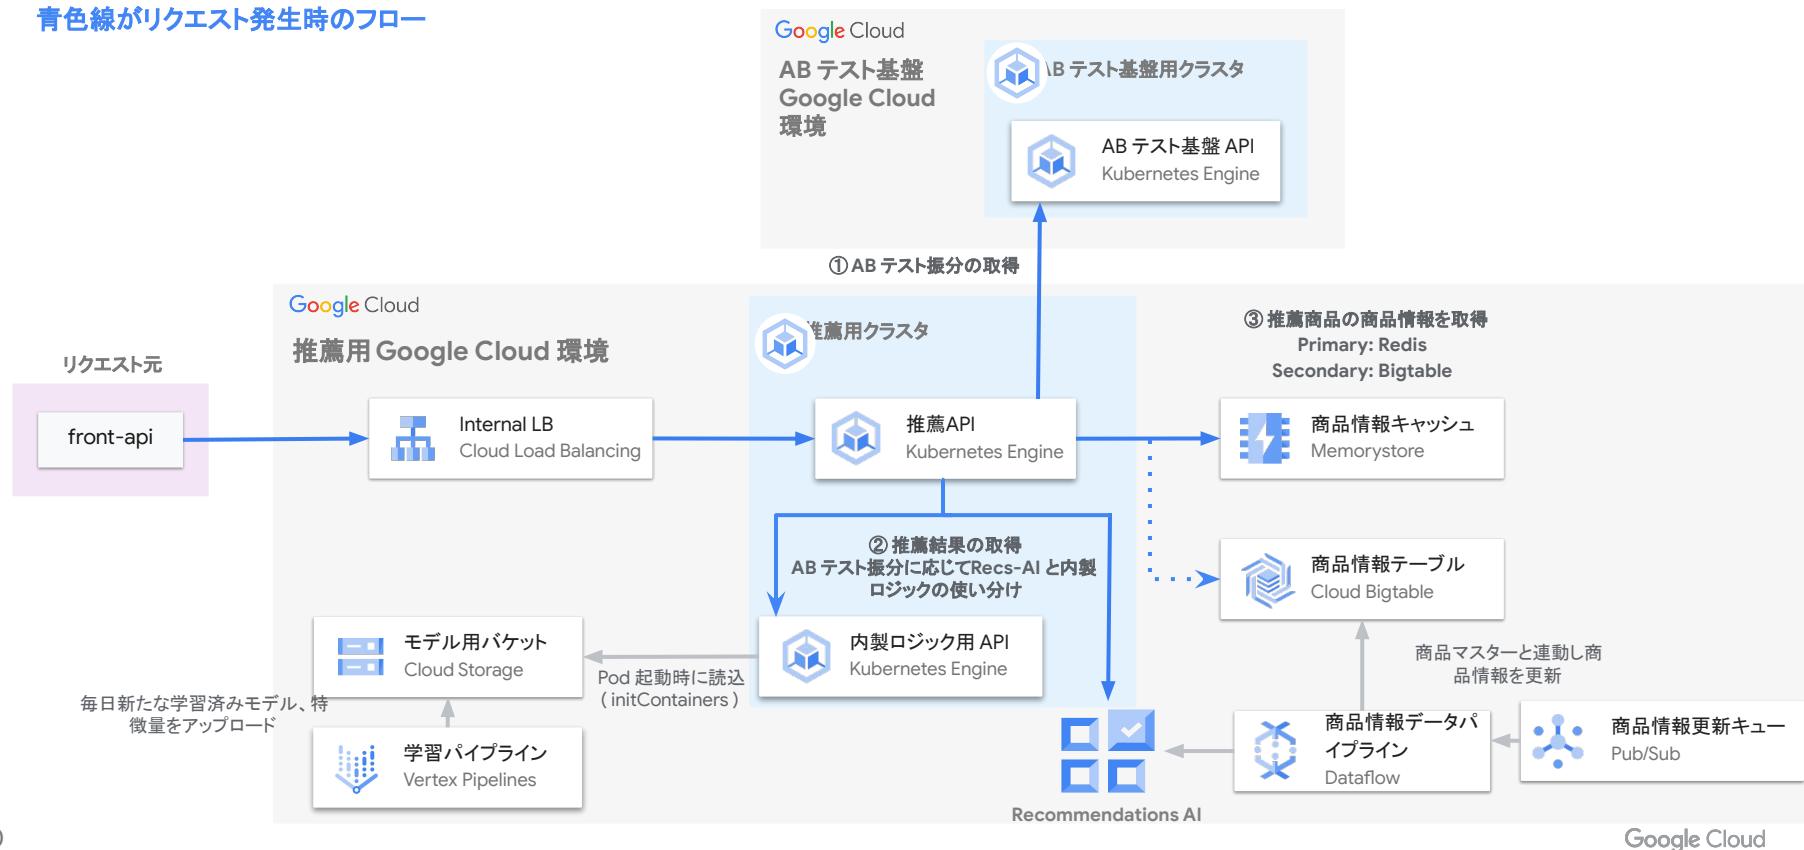 青色線がリクエスト発生時のフロー
Google Cloud
AB テスト基盤
Google Cloud
環境
AB テスト基盤用クラスタ
AB テスト基盤 API
Kubernetes Engine
① AB テスト振分の取得
Google Cloud
推薦用 Google Cloud 環境
推薦用クラスタ
③ 推薦商品の商品情報を取得
Primary: Redis
Secondary: Bigtable
リクエスト元
front-api
Internal LB
Cloud Load Balancing
推薦API
Kubernetes Engine
商品情報キャッシュ
Memorystore
② 推薦結果の取得
AB テスト振分に応じてRecs-AI と内製
ロジックの使い分け
商品情報テーブル
Cloud Bigtable
モデル用バケット
Cloud Storage
Pod 起動時に読込
( initContainers )
内製ロジック用 API
Kubernetes Engine
商品マスターと連動し商
品情報を更新
毎日新たな学習済みモデル、特
徴量をアップロード
学習パイプライン
Vertex Pipelines
Recommendations AI
商品情報データパ
イプライン
Dataflow
商品情報更新キュー
Pub/Sub
Google Cloud